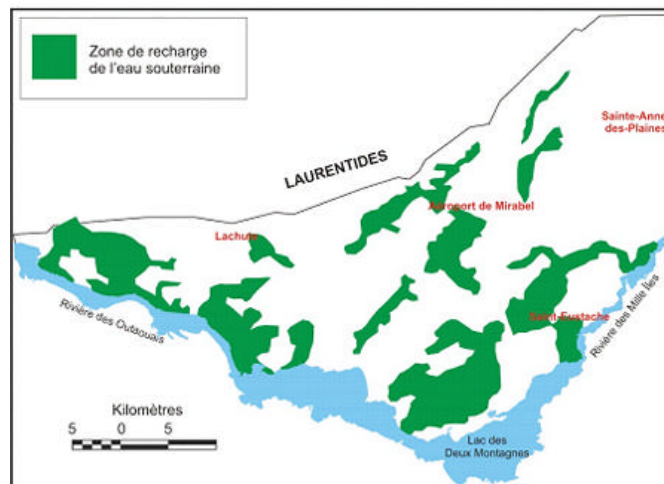 Zone de recharge
de l'eau souterraine
Sainte-Anne
des-Plaines
LAURENTIDES
Aéroport de Mirabel
Lachute
Rivière des Outaouais
Saint-Eustache
Rivière des Mille Îles
Kilomètres
5 0 5
Lac des
Deux Montagnes